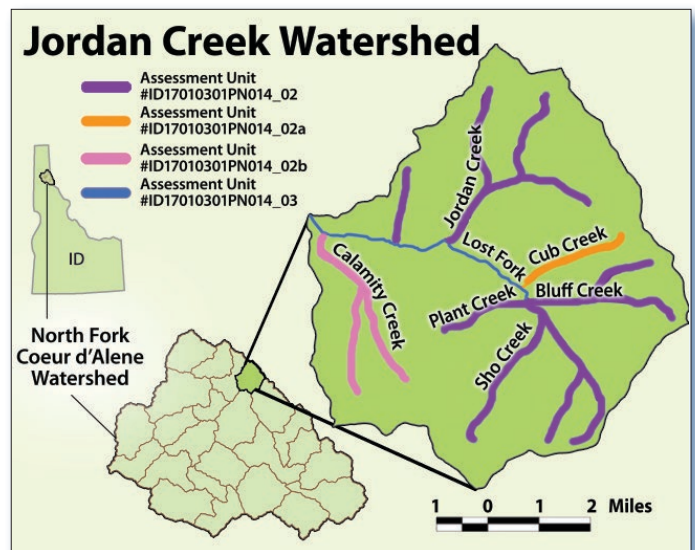 Jordan Creek Watershed
Assessment Unit
#ID17010301PN014_02
Assessment Unit
#ID17010301PN014_02a
Assessment Unit
#ID17010301PN014_02b
Assessment Unit
#ID17010301PN014_03
ID
North Fork
Coeur d'Alene
Watershed
Jordan Creek
Lost Fork
Cub Creek
Calamity Creek
Plant Creek
Bluff Creek
Sho Creek
1 0 1 2 Miles